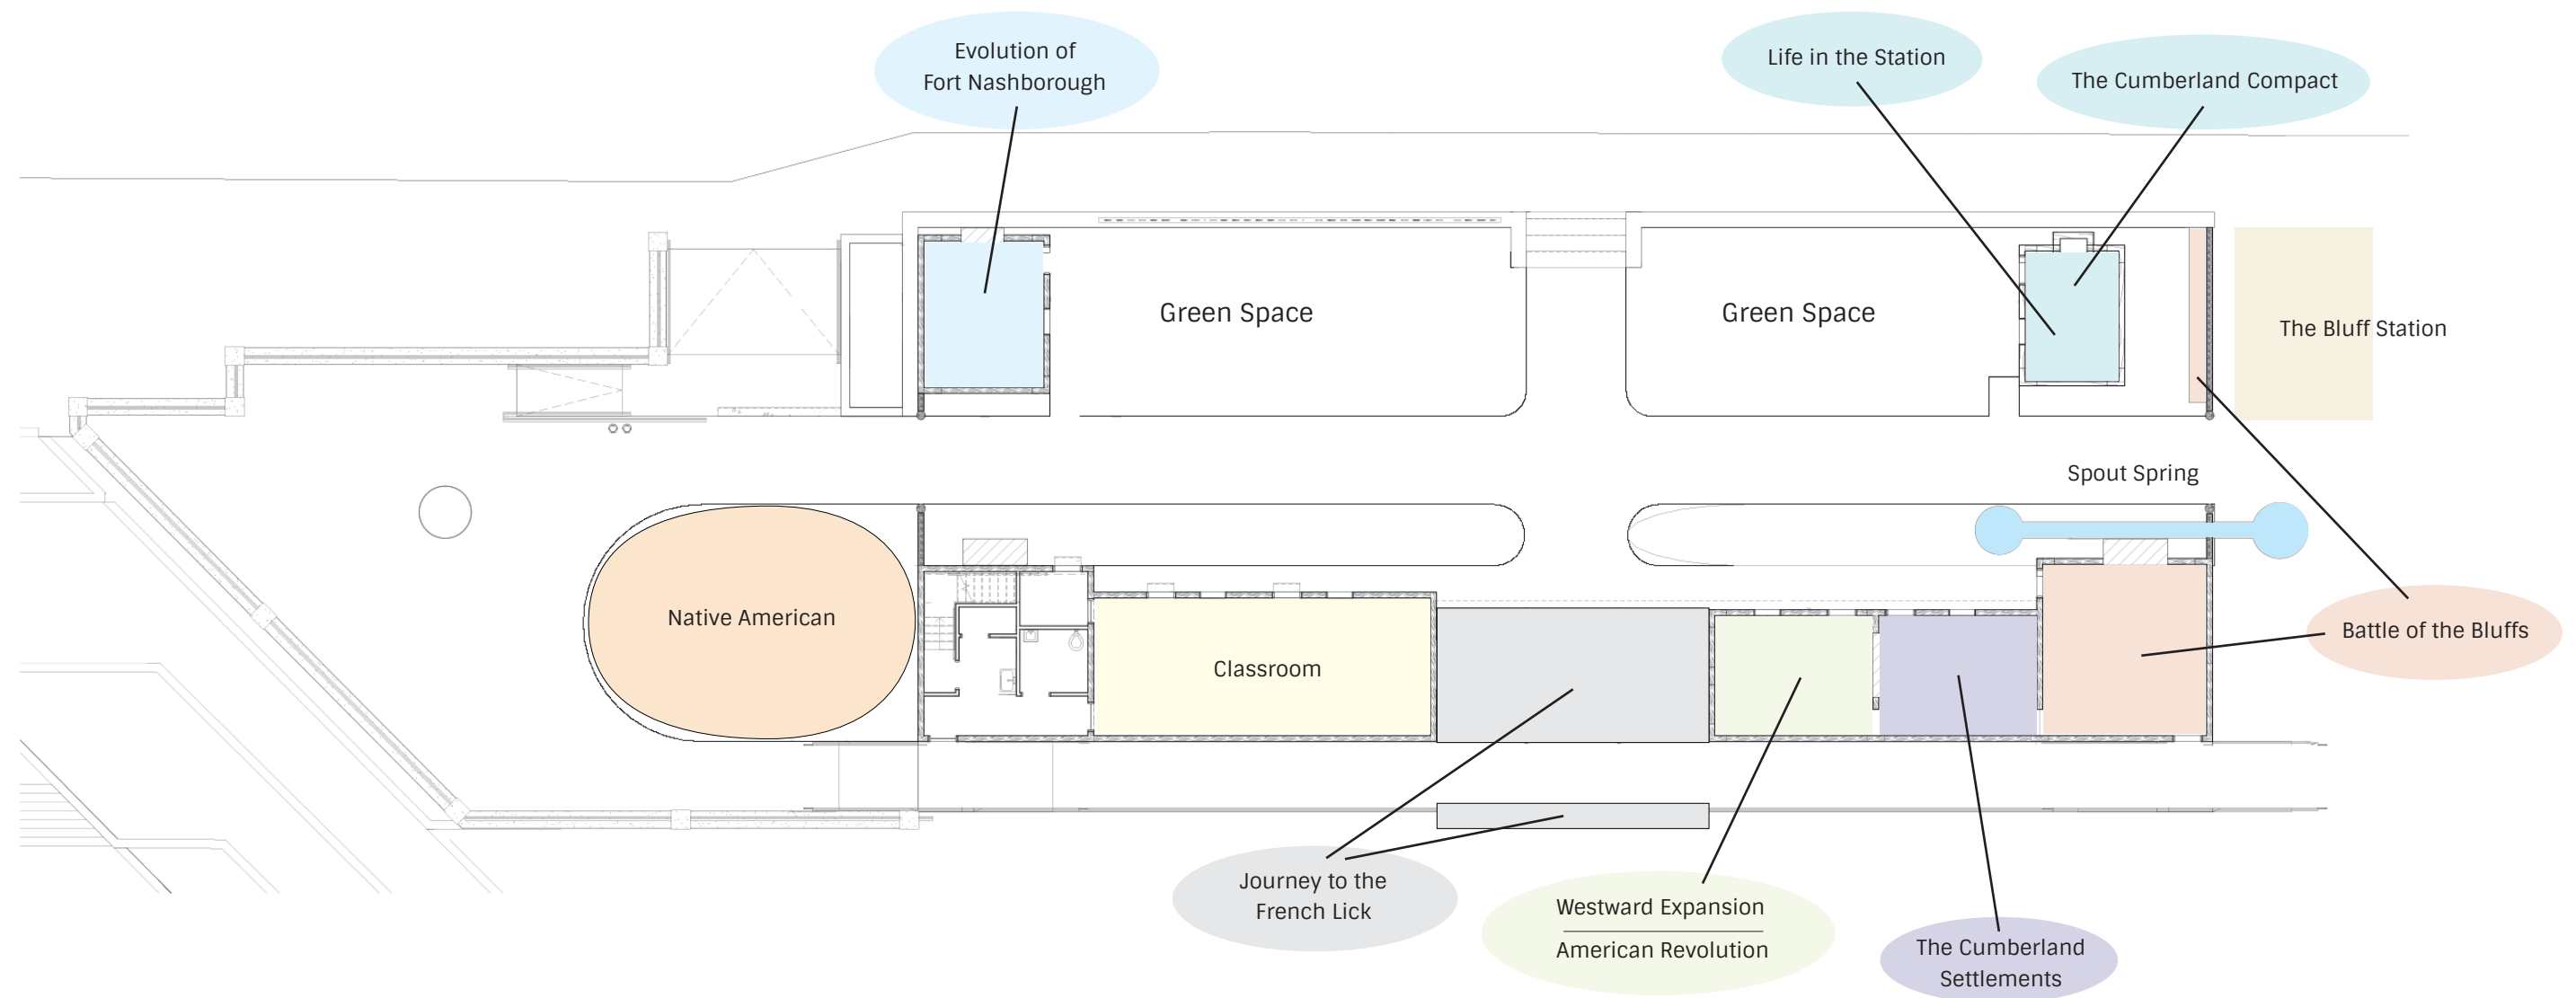 Evolution of
Fort Nashborough
Life in the Station
The Cumberland Compact
Green Space
Green Space
The Bluff Station
Spout Spring
Native American
Classroom
Battle of the Bluffs
Journey to the
French Lick
Westward Expansion
American Revolution
The Cumberland
Settlements